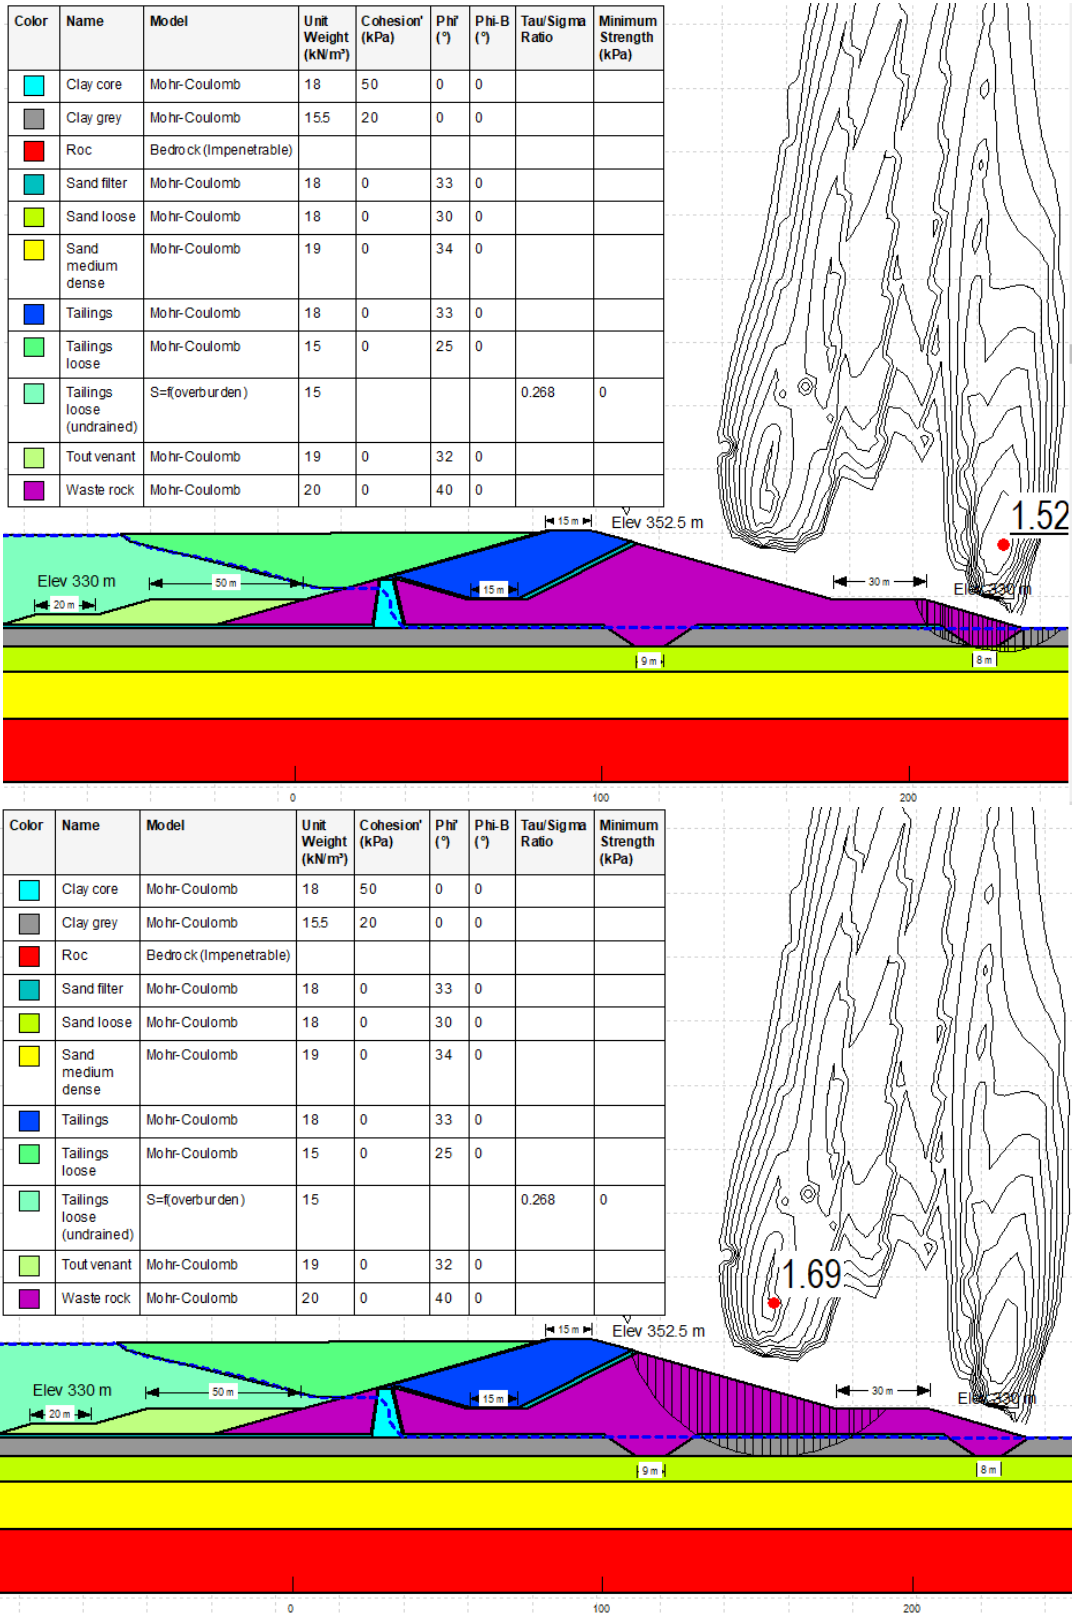 Color Name Model Unit Weight (kN/m³) Cohesion' (kPa) Phi' (°) Phi-B (°) Tau/Sigma Ratio Minimum Strength (kPa)
Clay core Mohr-Coulomb 18 50 0 0
Clay grey Mohr-Coulomb 15.5 20 0 0
Roc Bedrock (Impenetrable)
Sand filter Mohr-Coulomb 18 0 33 0
Sand loose Mohr-Coulomb 18 0 30 0
Sand medium dense Mohr-Coulomb 19 0 34 0
Tailings Mohr-Coulomb 18 0 33 0
Tailings loose Mohr-Coulomb 15 0 25 0
Tailings loose (undrained) S=f(overburden) 15 0.268 0
Tout venant Mohr-Coulomb 19 0 32 0
Waste rock Mohr-Coulomb 20 0 40 0
1.52
15 m
Elev 352.5 m
Elev 330 m
50 m
15 m
30 m
Elev 330 m
20 m
9 m
8 m
0 100 200
Color Name Model Unit Weight (kN/m³) Cohesion' (kPa) Phi' (°) Phi-B (°) Tau/Sigma Ratio Minimum Strength (kPa)
Clay core Mohr-Coulomb 18 50 0 0
Clay grey Mohr-Coulomb 15.5 20 0 0
Roc Bedrock (Impenetrable)
Sand filter Mohr-Coulomb 18 0 33 0
Sand loose Mohr-Coulomb 18 0 30 0
Sand medium dense Mohr-Coulomb 19 0 34 0
Tailings Mohr-Coulomb 18 0 33 0
Tailings loose Mohr-Coulomb 15 0 25 0
Tailings loose (undrained) S=f(overburden) 15 0.268 0
Tout venant Mohr-Coulomb 19 0 32 0
Waste rock Mohr-Coulomb 20 0 40 0
1.69
15 m
Elev 352.5 m
Elev 330 m
50 m
15 m
30 m
Elev 330 m
20 m
9 m
8 m
0 100 200